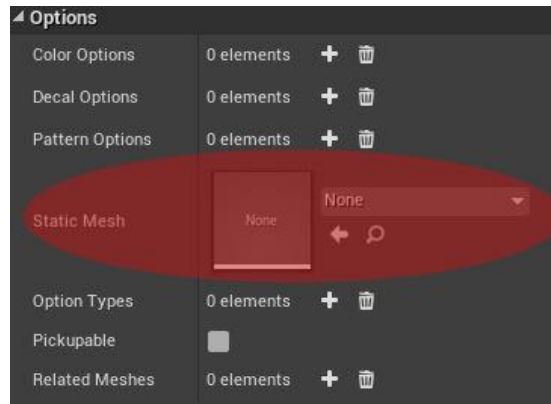 Options
Color Options 0 elements
Decal Options 0 elements
Pattern Options 0 elements
None
Static Mesh None
Option Types 0 elements
Pickupable
Related Meshes 0 elements